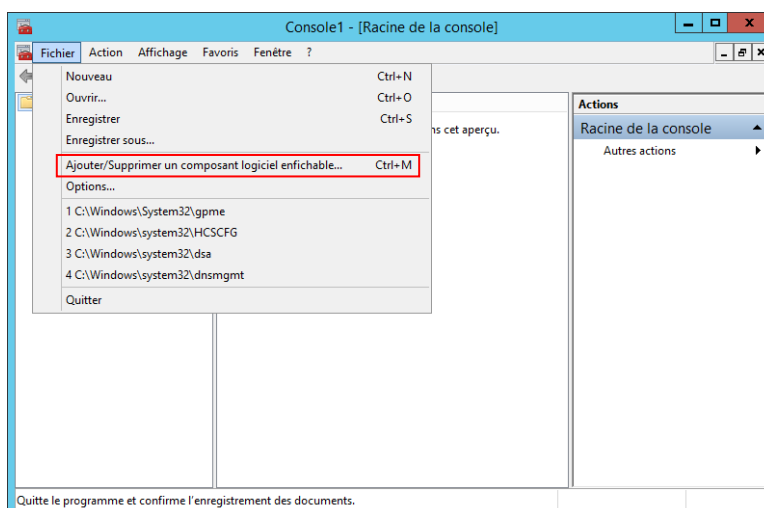 Console1 - [Racine de la console]
Fichier Action Affichage Favoris Fenêtre ?
Nouveau Ctrl+N
Ouvrir... Ctrl+O
Enregistrer Ctrl+S
Enregistrer sous...
Ajouter/Supprimer un composant logiciel enfichable... Ctrl+M
Options...
1 C:\Windows\System32\gpme
2 C:\Windows\system32\HCSCFG
3 C:\Windows\system32\dsa
4 C:\Windows\system32\dnsmgmt
Quitter
cet aperçu.
Actions
Racine de la console
Autres actions
Quitte le programme et confirme l'enregistrement des documents.